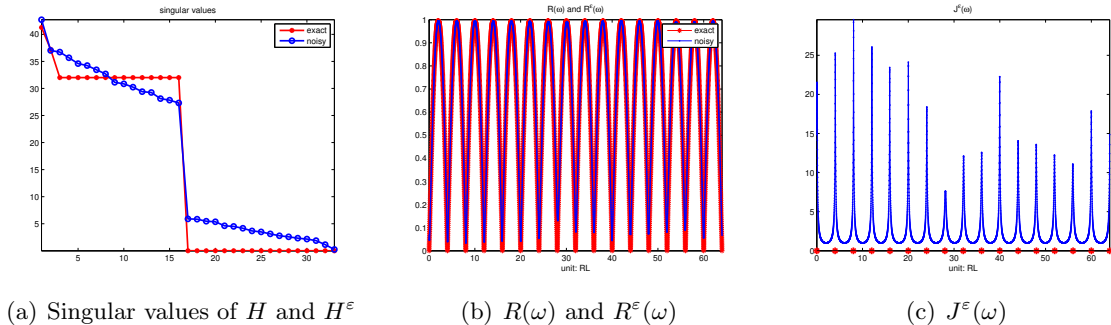 singular values
exact
noisy
40
35
30
25
20
15
10
5
5 10 15 20 25 30
(a) Singular values of H and H^ε
R(ω) and R^ε(ω)
exact
noisy
1
0.9
0.8
0.7
0.6
0.5
0.4
0.3
0.2
0.1
0
0 10 20 30 40 50 60
unit: RL
(b) R(ω) and R^ε(ω)
J^ε(ω)
25
20
15
10
5
0 10 20 30 40 50 60
unit: RL
(c) J^ε(ω)